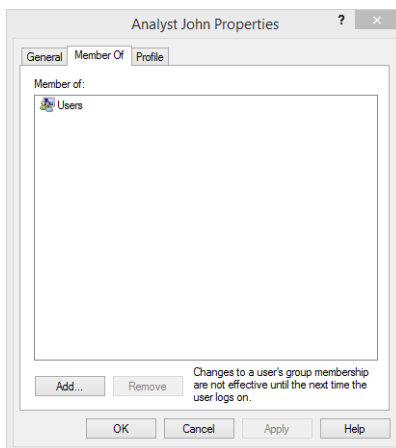 Analyst John Properties
?
×
General
Member Of
Profile
Member of:
Users
Add...
Remove
Changes to a user's group membership
are not effective until the next time the
user logs on.
OK
Cancel
Apply
Help